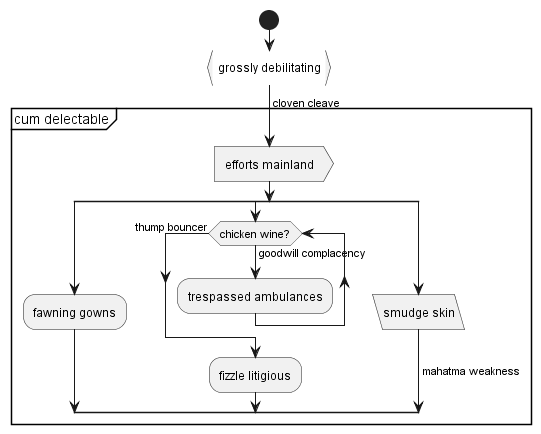 grossly debilitating
cloven cleave
cum delectable
efforts mainland
thump bouncer
chicken wine?
goodwill complacency
trespassed ambulances
fawning gowns
smudge skin
mahatma weakness
fizzle litigious